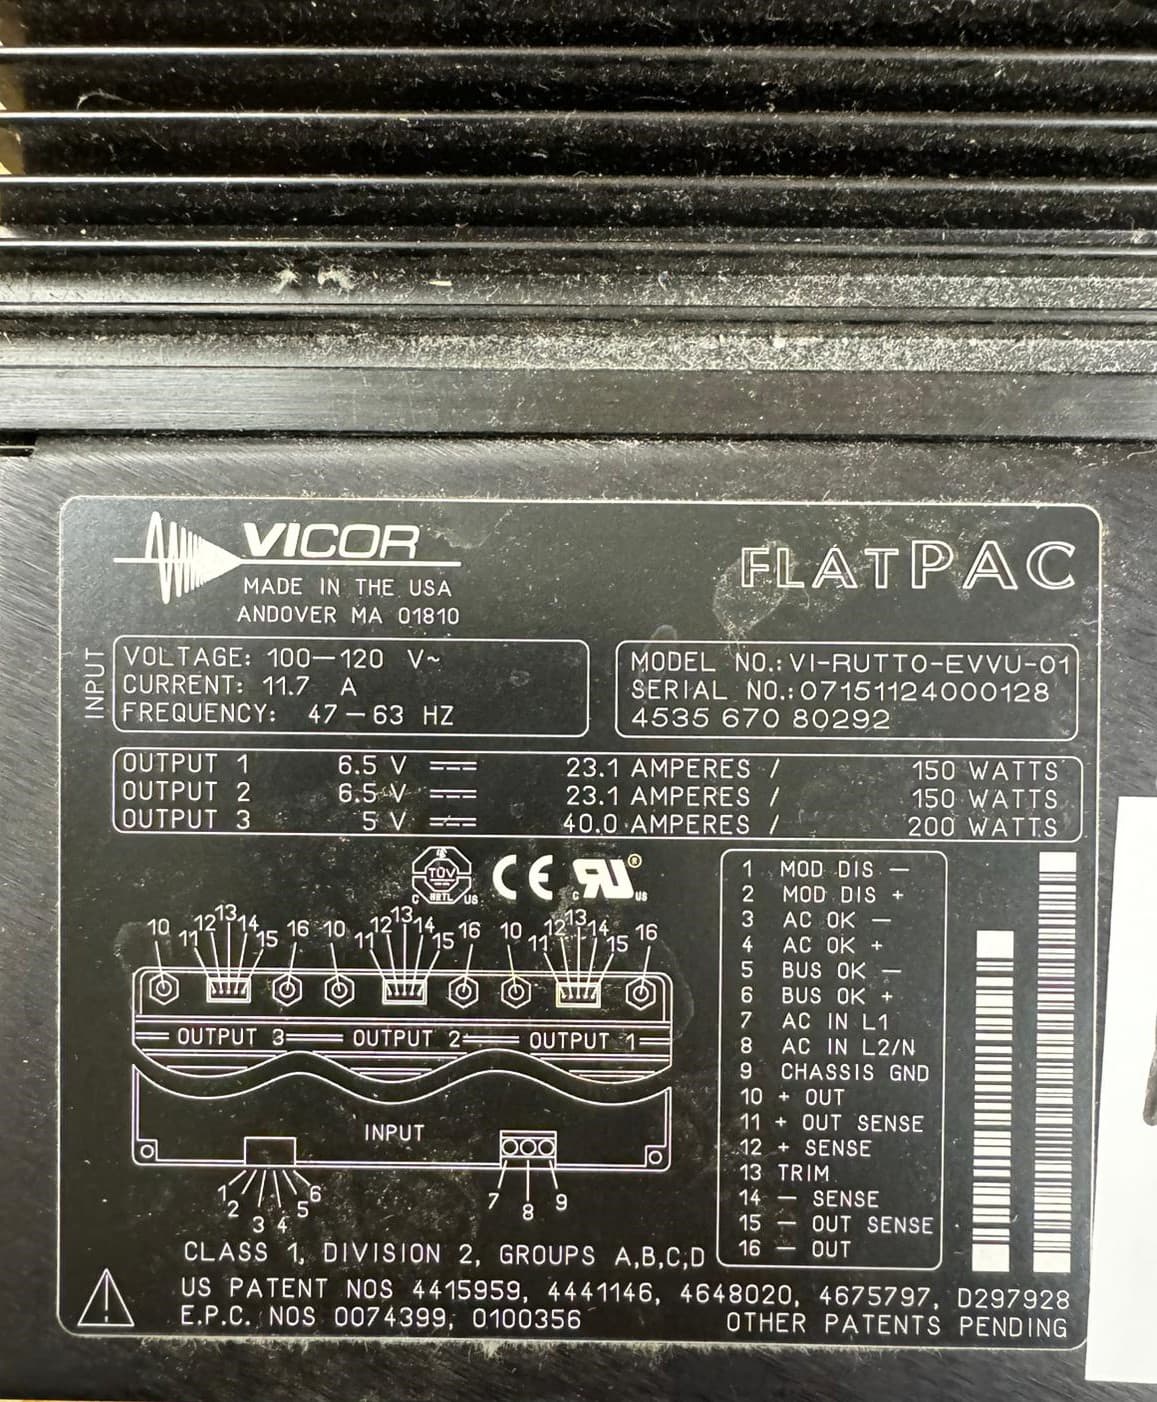 VICOR
MADE IN THE USA
ANDOVER MA 01810
FLATPAC
INPUT
VOLTAGE: 100—120 V~
CURRENT: 11.7 A
FREQUENCY: 47—63 HZ
MODEL NO.: VI-RUTTO-EVVU-01
SERIAL NO.: 07151124000128
4535 670 80292
OUTPUT 1 6.5 V 23.1 AMPERES / 150 WATTS
OUTPUT 2 6.5 V 23.1 AMPERES / 150 WATTS
OUTPUT 3 5 V 40.0 AMPERES / 200 WATTS
TÜV
C US
CE
C RU ® US
10 11 12 13 14 15 16 10 11 12 13 14 15 16 10 11 12 13 14 15 16
OUTPUT 3 OUTPUT 2 OUTPUT 1
INPUT
1 2 3 4 5 6 7 8 9
1 MOD DIS —
2 MOD DIS +
3 AC OK —
4 AC OK +
5 BUS OK —
6 BUS OK +
7 AC IN L1
8 AC IN L2/N
9 CHASSIS GND
10 + OUT
11 + OUT SENSE
12 + SENSE
13 TRIM
14 — SENSE
15 — OUT SENSE
16 — OUT
CLASS 1, DIVISION 2, GROUPS A,B,C,D
US PATENT NOS 4415959, 4441146, 4648020, 4675797, D297928
E.P.C. NOS 0074399, 0100356
OTHER PATENTS PENDING